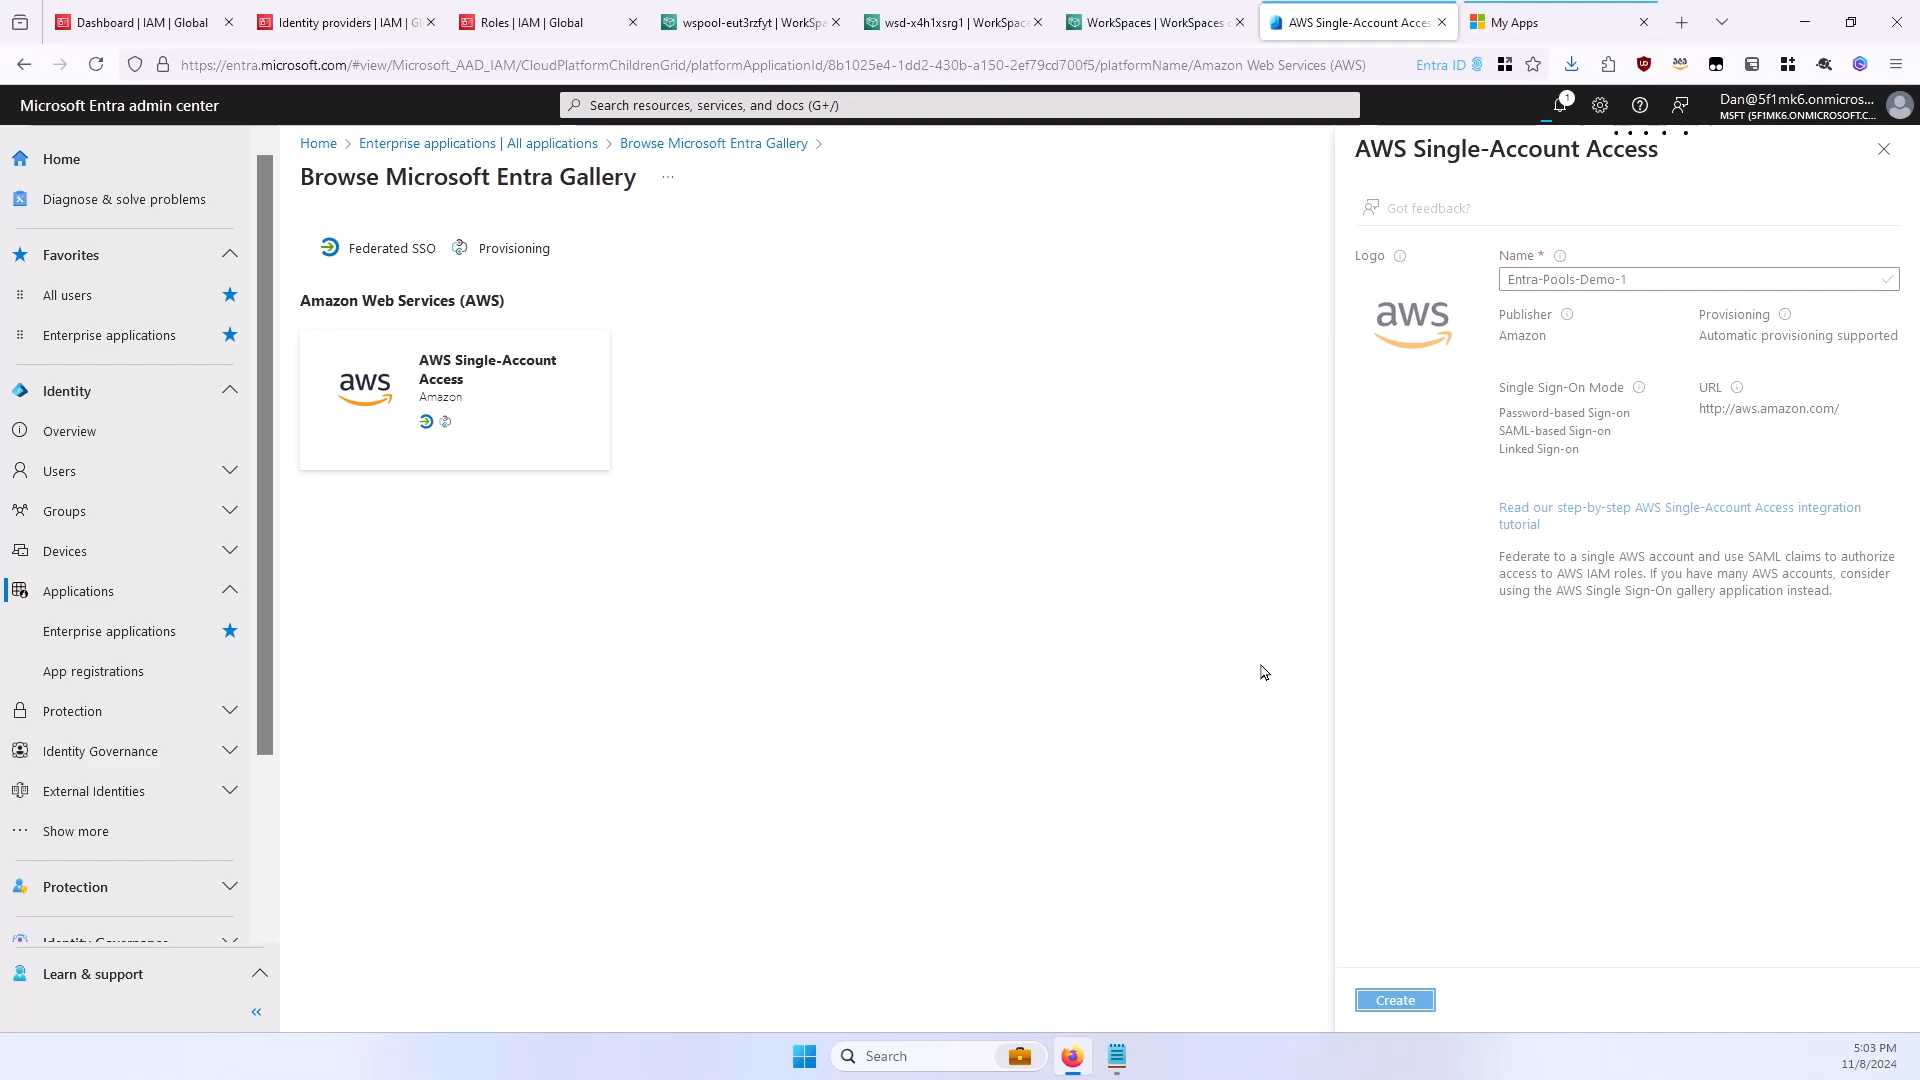 Dashboard | IAM | Global
Identity providers | IAM | Gl
Roles | IAM | Global
wspool-eut3rzfyt | WorkSpa
wsd-x4h1xsrg1 | WorkSpace
WorkSpaces | WorkSpaces c
AWS Single-Account Acces
My Apps
https://entra.microsoft.com/#view/Microsoft_AAD_IAM/CloudPlatformChildrenGrid/platformApplicationId/8b1025e4-1dd2-430b-a150-2ef79cd700f5/platformName/Amazon Web Services (AWS)
Entra ID
Microsoft Entra admin center
Search resources, services, and docs (G+/)
1
Dan@5f1mk6.onmicros...
MSFT (5F1MK6.ONMICROSOFT.C...
Home
Diagnose & solve problems
Favorites
All users
Enterprise applications
Identity
Overview
Users
Groups
Devices
Applications
Enterprise applications
App registrations
Protection
Identity Governance
External Identities
Show more
Protection
Identity Governance
Learn & support
Home > Enterprise applications | All applications > Browse Microsoft Entra Gallery >
Browse Microsoft Entra Gallery ...
Federated SSO
Provisioning
Amazon Web Services (AWS)
aws
AWS Single-Account
Access
Amazon
AWS Single-Account Access
Got feedback?
Logo
aws
Name *
Entra-Pools-Demo-1
Publisher
Amazon
Provisioning
Automatic provisioning supported
Single Sign-On Mode
Password-based Sign-on
SAML-based Sign-on
Linked Sign-on
URL
http://aws.amazon.com/
Read our step-by-step AWS Single-Account Access integration
tutorial
Federate to a single AWS account and use SAML claims to authorize
access to AWS IAM roles. If you have many AWS accounts, consider
using the AWS Single Sign-On gallery application instead.
Create
Search
5:03 PM
11/8/2024